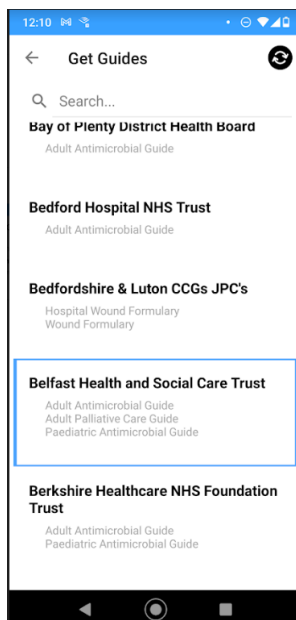 12:10
Get Guides
Search...
Bay of Plenty District Health Board
Adult Antimicrobial Guide
Bedford Hospital NHS Trust
Adult Antimicrobial Guide
Bedfordshire & Luton CCGs JPC's
Hospital Wound Formulary
Wound Formulary
Belfast Health and Social Care Trust
Adult Antimicrobial Guide
Adult Palliative Care Guide
Paediatric Antimicrobial Guide
Berkshire Healthcare NHS Foundation
Trust
Adult Antimicrobial Guide
Paediatric Antimicrobial Guide